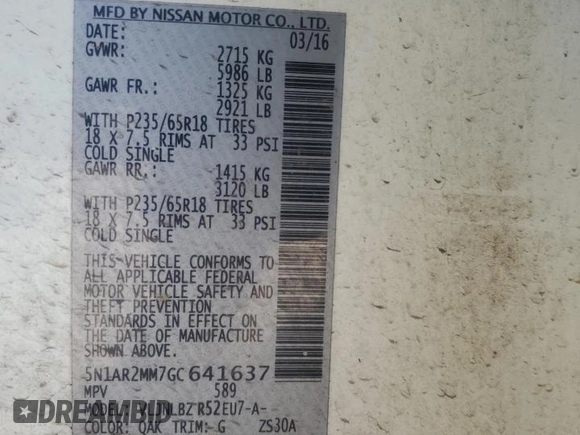 MFD BY NISSAN MOTOR CO., LTD.
DATE: 03/16
GVWR: 2715 KG
5986 LB
GAWR FR.: 1325 KG
2921 LB
WITH P235/65R18 TIRES
18 X 7.5 RIMS AT 33 PSI
COLD SINGLE
GAWR RR.: 1415 KG
3120 LB
WITH P235/65R18 TIRES
18 X 7.5 RIMS AT 33 PSI
COLD SINGLE
THIS VEHICLE CONFORMS TO
ALL APPLICABLE FEDERAL
MOTOR VEHICLE SAFETY AND
THEFT PREVENTION
STANDARDS IN EFFECT ON
THE DATE OF MANUFACTURE
SHOWN ABOVE.
5N1AR2MM7GC641637
MPV 589
MODEL: R52EU7-A-
COLOR: QAK TRIM: G ZS30A
DREAMBID